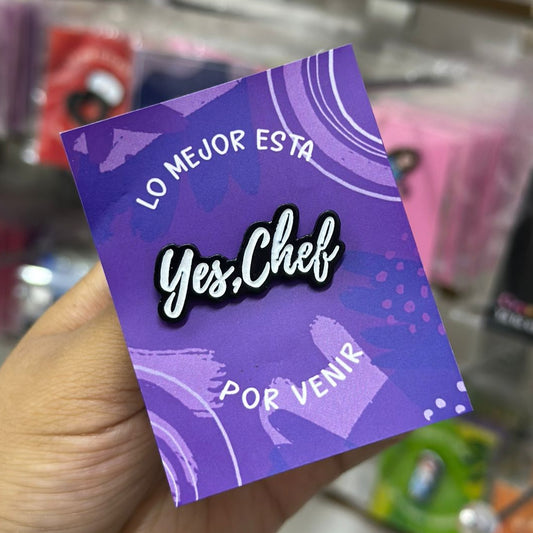 LO MEJOR ESTA
Yes, Chef
POR VENIR